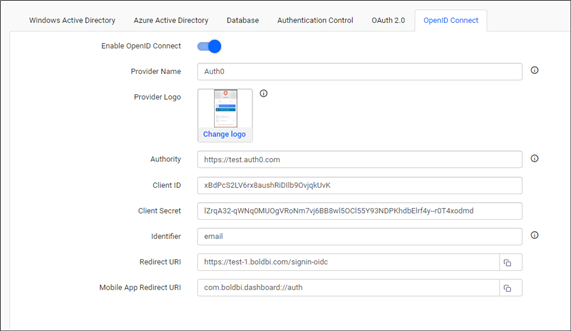 Windows Active Directory Azure Active Directory Database Authentication Control OAuth 2.0 OpenID Connect
Enable OpenID Connect
Provider Name Auth0
Provider Logo
Change logo
Authority https://test.auth0.com
Client ID xBdPcS2LV6rx8aushRiDIlb9OvjqkUvK
Client Secret lZrqA32-qWNq0MUOgVRoNm7vj6BB8wl5OCl55Y93NDPKhdbElrf4y--r0T4xodmd
Identifier email
Redirect URI https://test-1.boldbi.com/signin-oidc
Mobile App Redirect URI com.boldbi.dashboard://auth